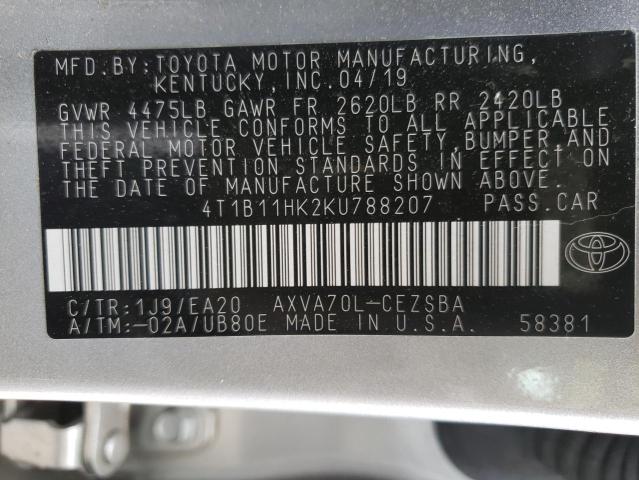 MFD.BY:TOYOTA MOTOR MANUFACTURING,
KENTUCKY,INC.04/19
GVWR 4475LB GAWR FR 2620LB RR 2420LB
THIS VEHICLE CONFORMS TO ALL APPLICABLE
FEDERAL MOTOR VEHICLE SAFETY,BUMPER,AND
THEFT PREVENTION STANDARDS IN EFFECT ON
THE DATE OF MANUFACTURE SHOWN ABOVE.
4T1B11HK2KU788207 PASS.CAR
C/TR:1J9/EA20 AXVA70L-CEZSBA
A/TM:-02A/UB80E MADE IN U.S.A. 58381